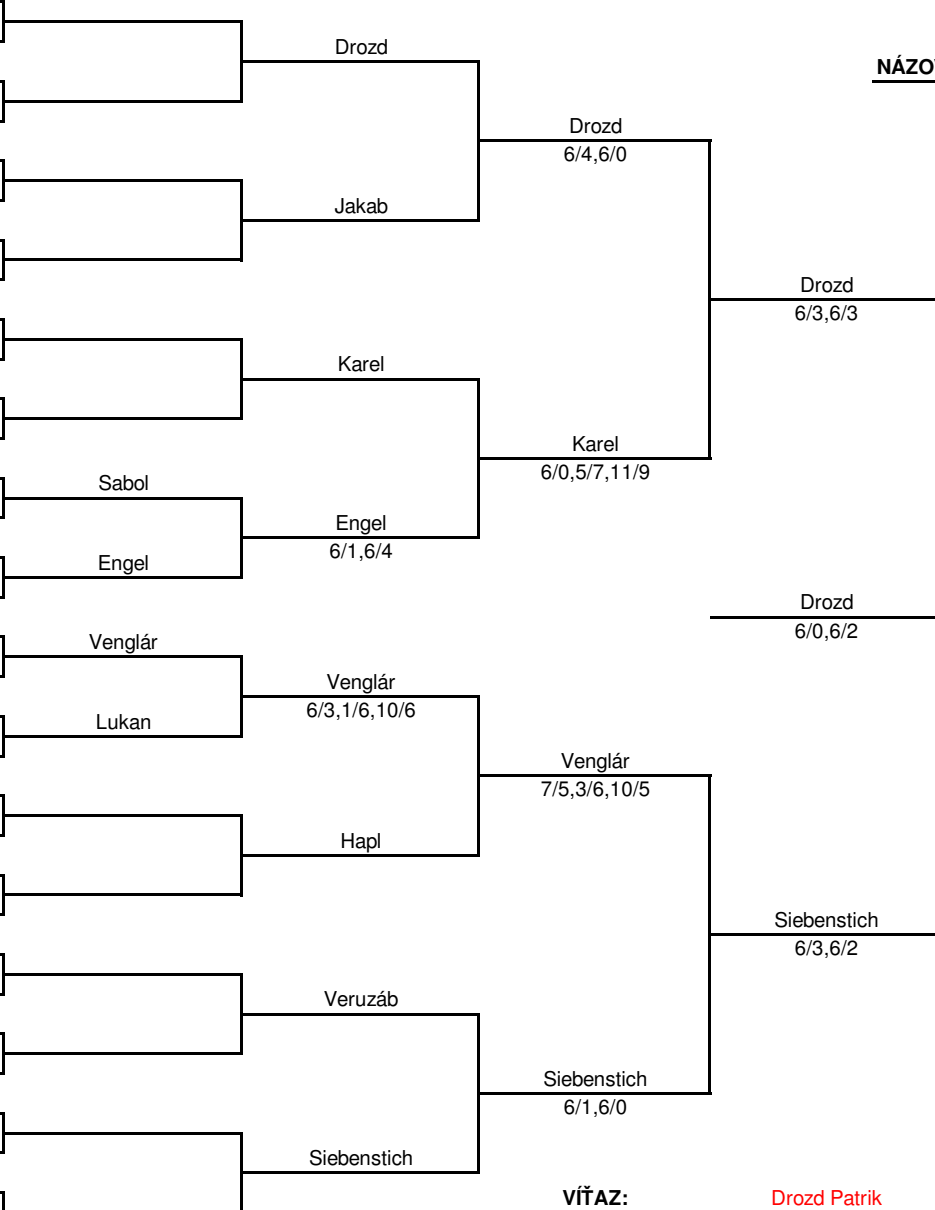 Drozd
NÁZO
Drozd
6/4,6/0
Jakab
Drozd
6/3,6/3
Karel
Karel
6/0,5/7,11/9
Sabol
Engel
6/1,6/4
Engel
Drozd
6/0,6/2
Venglár
Venglár
6/3,1/6,10/6
Lukan
Venglár
7/5,3/6,10/5
Hapl
Siebenstich
6/3,6/2
Veruzáb
Siebenstich
6/1,6/0
Siebenstich
VÍŤAZ: Drozd Patrik